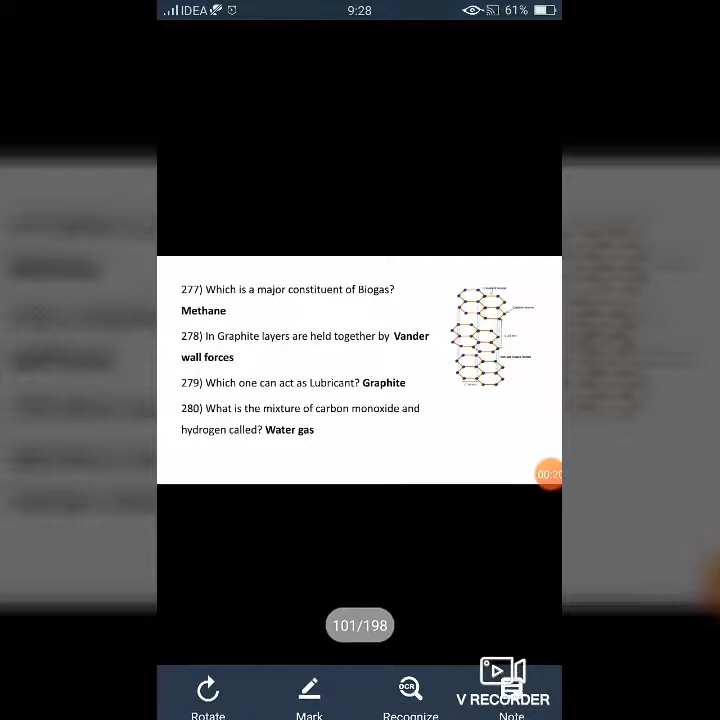 IDEA 9:28 61%
277) Which is a major constituent of Biogas?
Methane
278) In Graphite layers are held together by Vander
wall forces
279) Which one can act as Lubricant? Graphite
280) What is the mixture of carbon monoxide and
hydrogen called? Water gas
101/198
V RECORDER
Rotate Mark Recognize Note
OCR